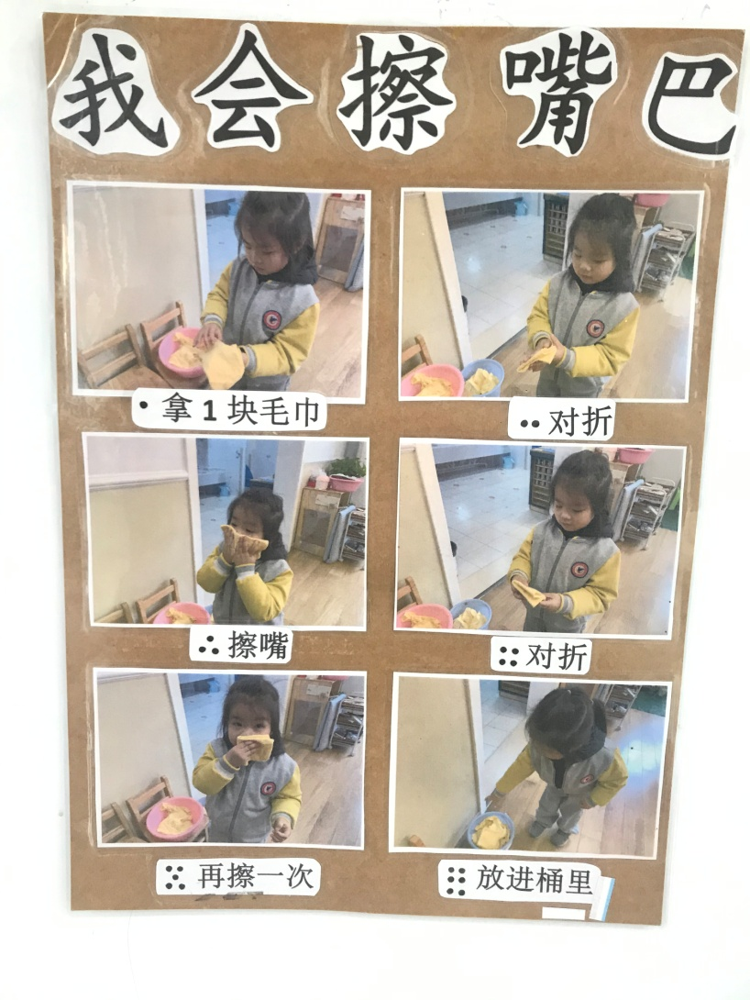 我会擦嘴巴
拿1块毛巾
对折
擦嘴
对折
再擦一次
放进桶里